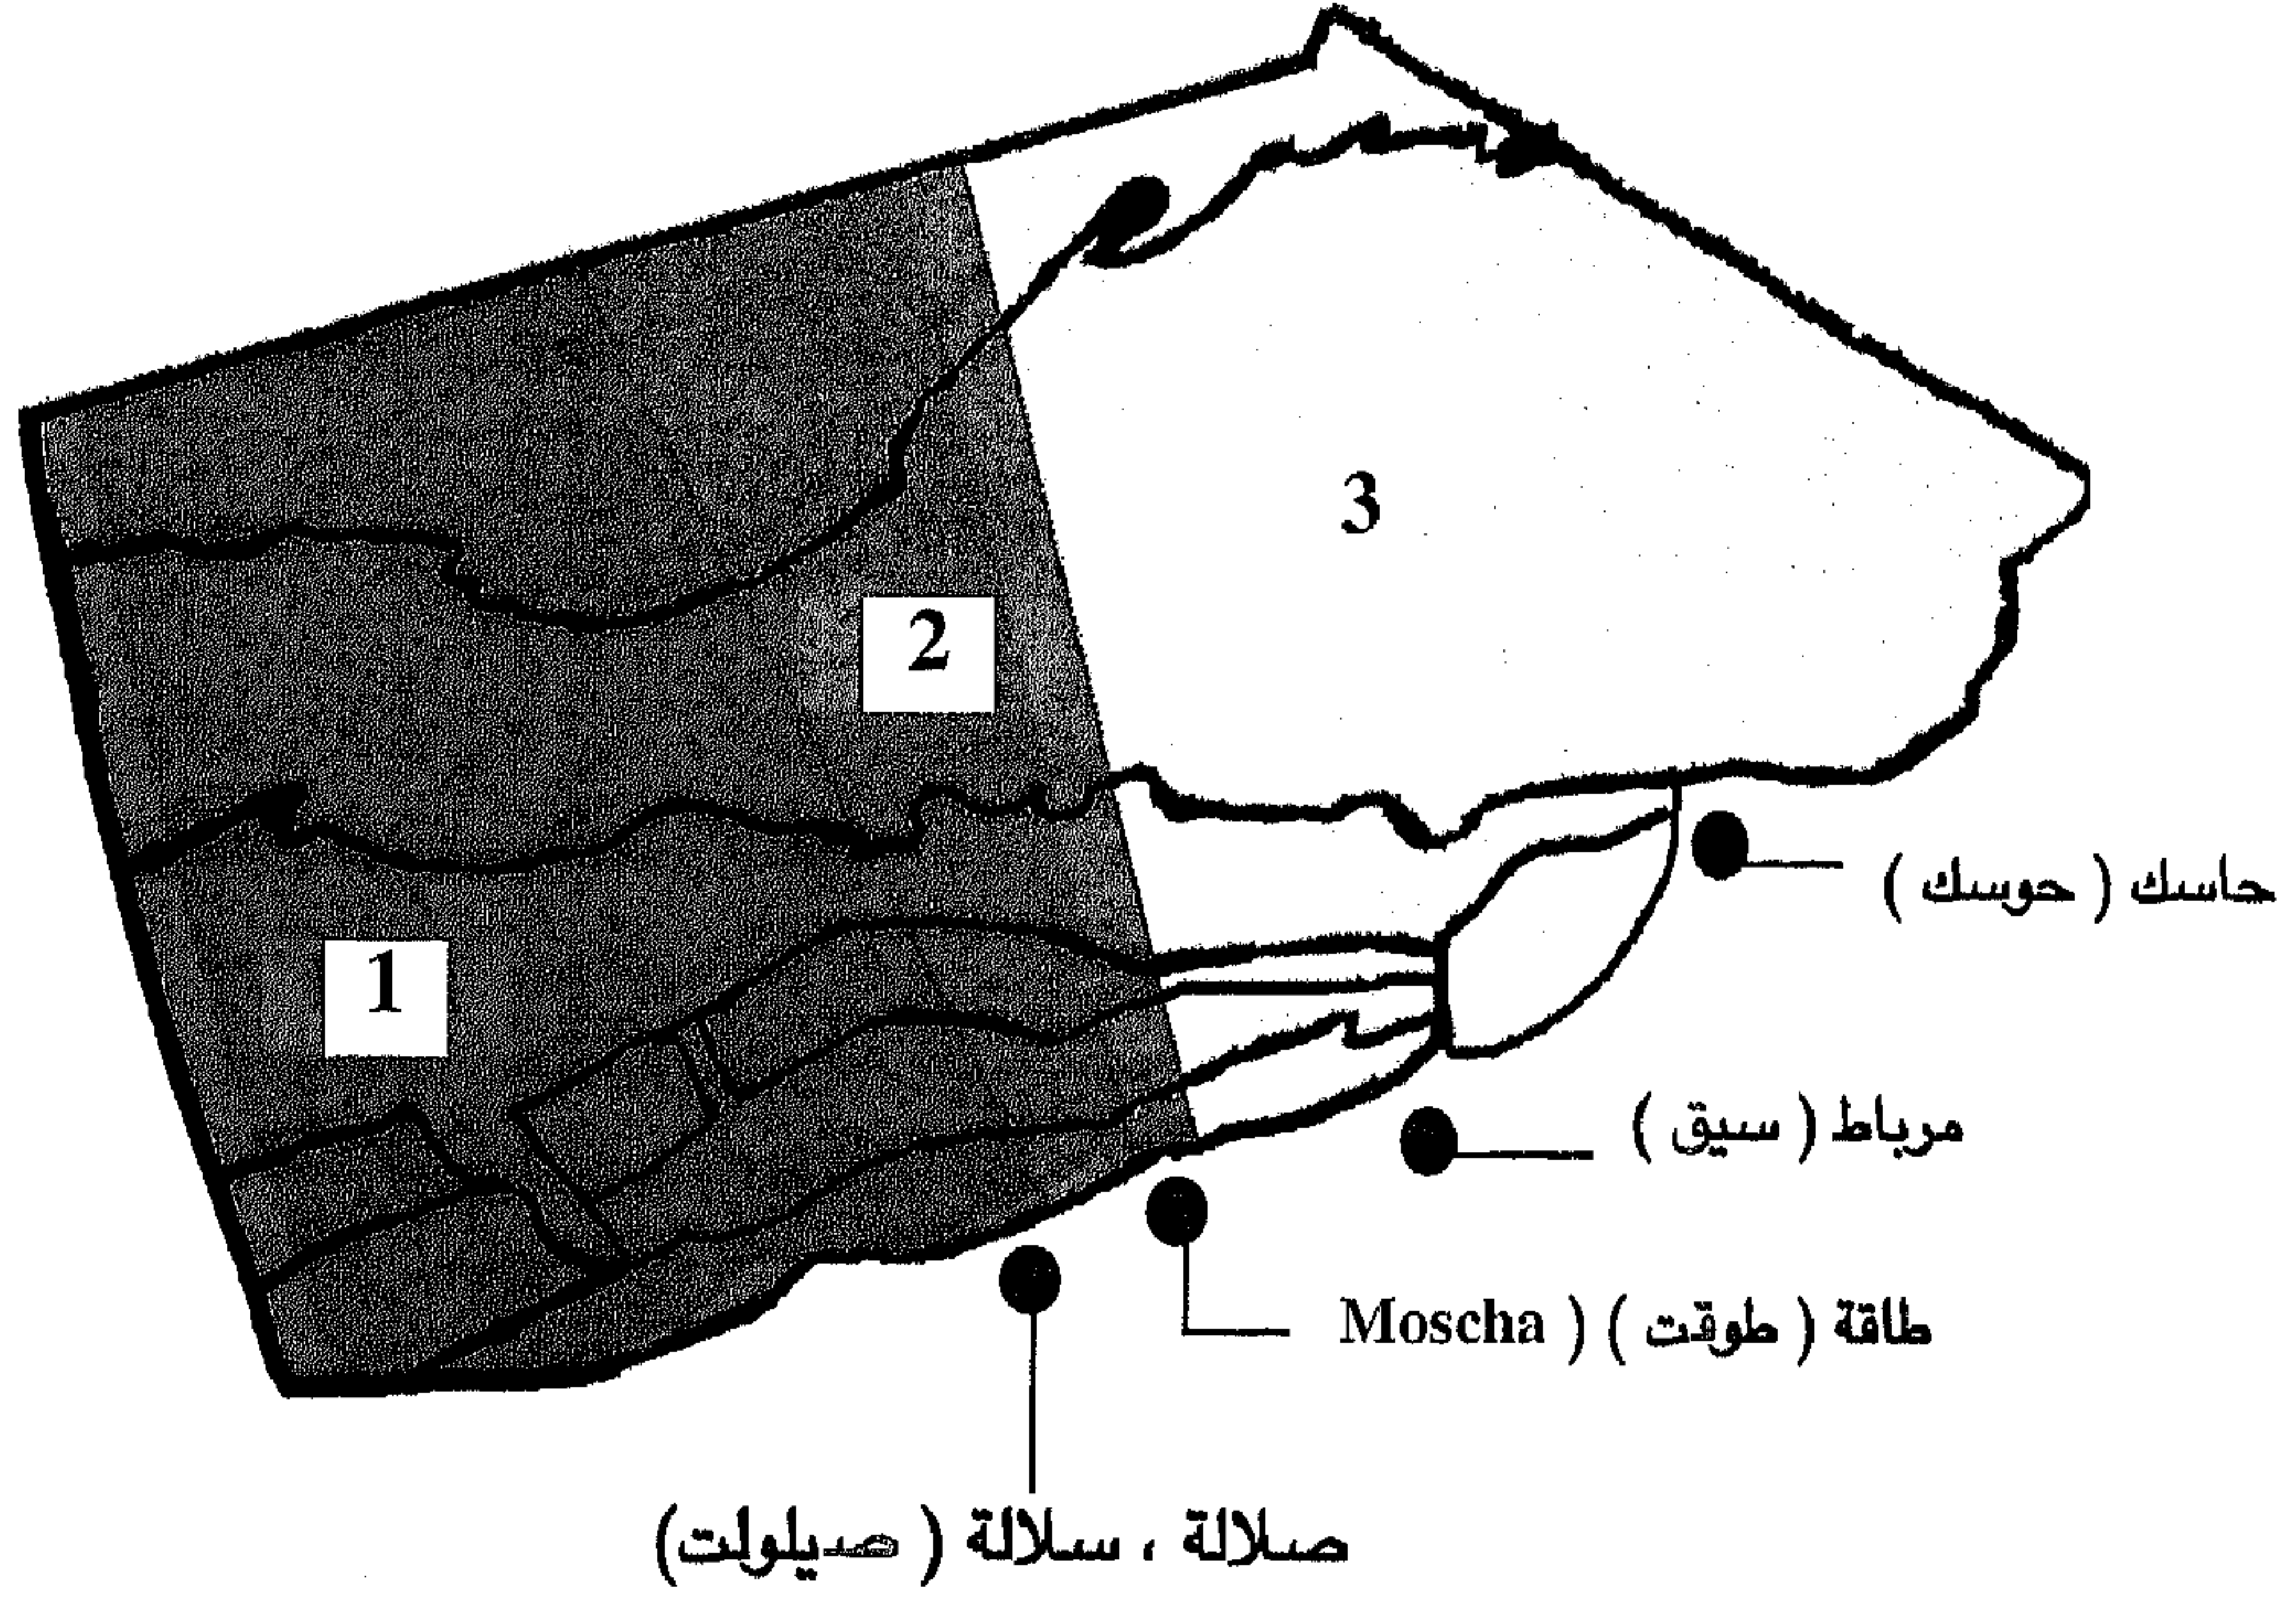 3
2
1
حاسك ( حوسك )
مرباط ( سيق )
طاقة ( طوقت ) ( Moscha
صلالة ، سلالة ( صيلولت )